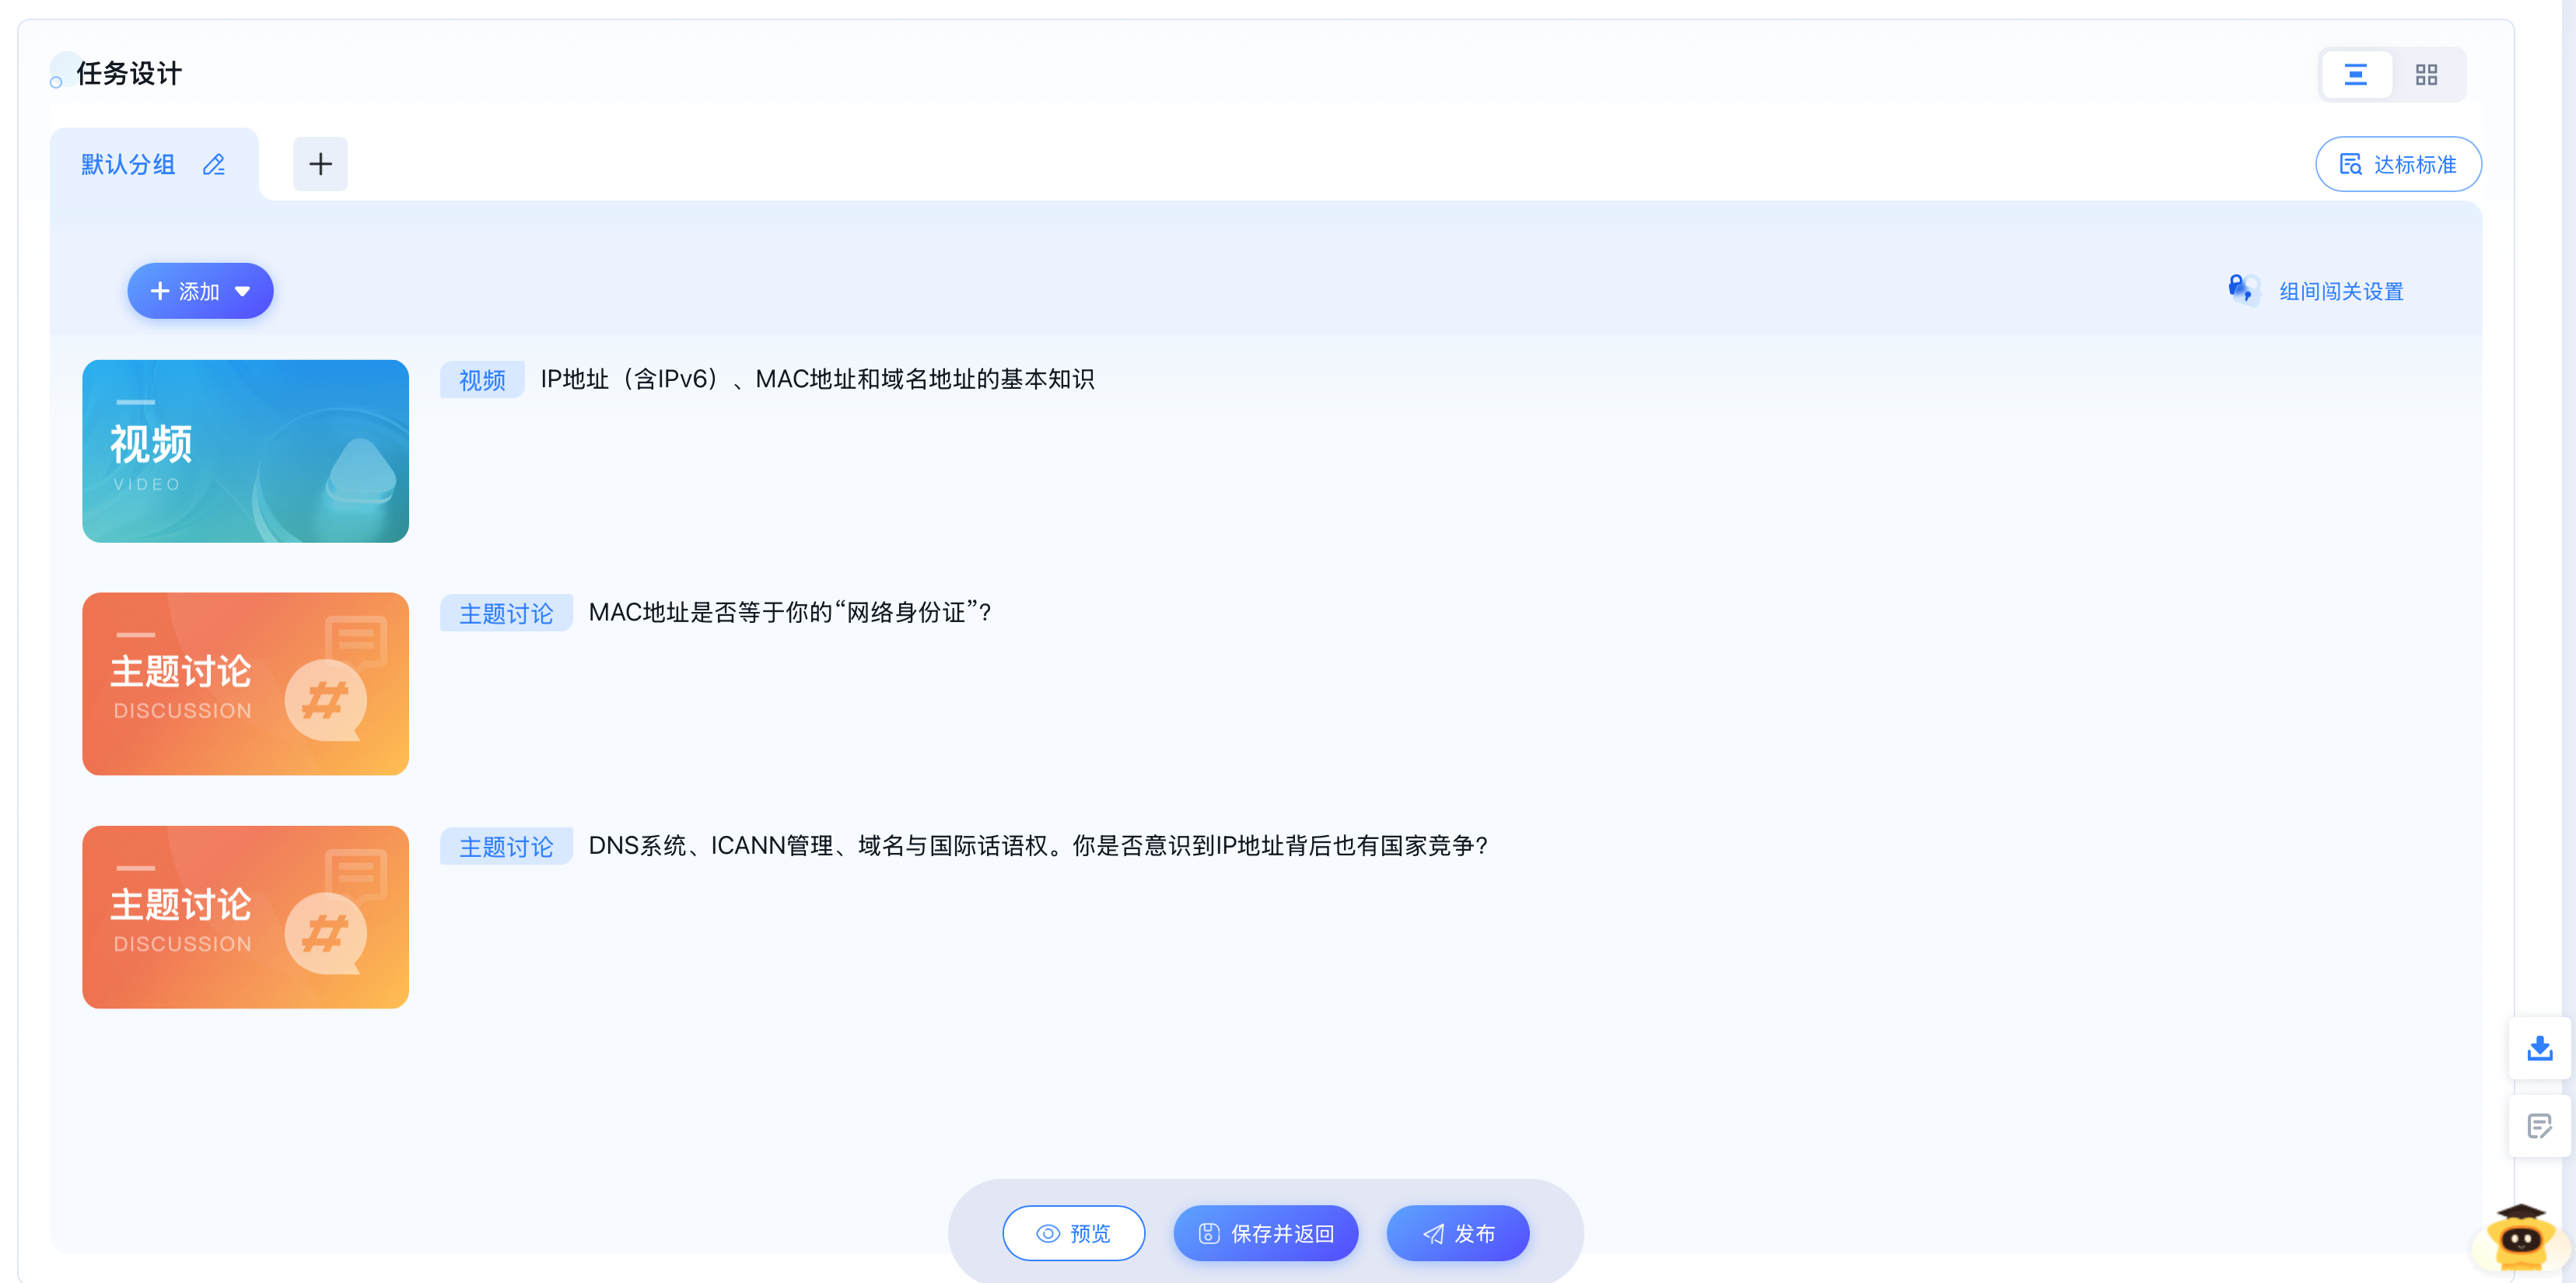 任务设计
默认分组
达标标准
添加
组间闯关设置
视频
VIDEO
视频 IP地址（含IPv6）、MAC地址和域名地址的基本知识
主题讨论
DISCUSSION
主题讨论 MAC地址是否等于你的“网络身份证”？
主题讨论
DISCUSSION
主题讨论 DNS系统、ICANN管理、域名与国际话语权。你是否意识到IP地址背后也有国家竞争？
预览
保存并返回
发布